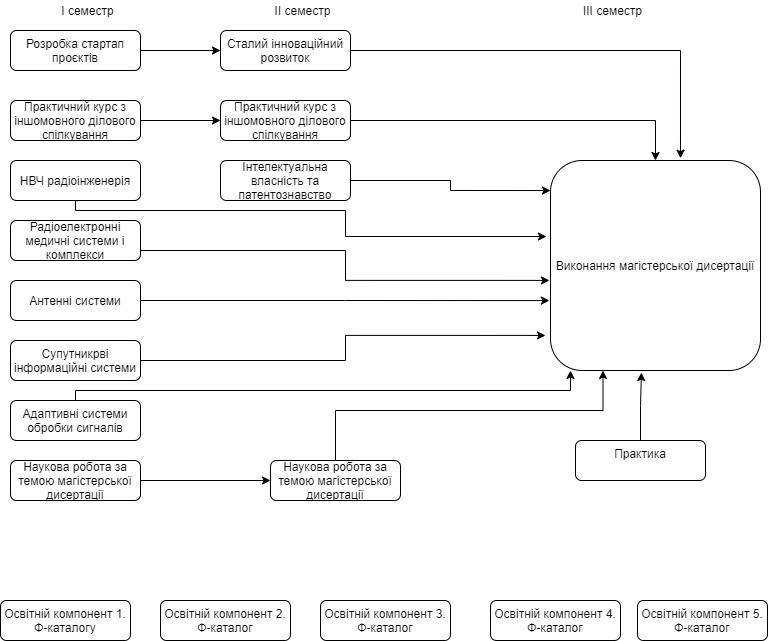 I семестр
II семестр
III семестр
Розробка стартап
проєктів
Сталий інноваційний
розвиток
Практичний курс з
іншомовного ділового
спілкування
Практичний курс з
іншомовного ділового
спілкування
НВЧ радіоінженерія
Інтелектуальна
власність та
патентознавство
Радіоелектронні
медичні системи і
комплекси
Виконання магістерської дисертації
Антенні системи
Супутникрві
інформаційні системи
Адаптивні системи
обробки сигналів
Наукова робота за
темою магістерської
дисертації
Наукова робота за
темою магістерської
дисертації
Практика
Освітній компонент 1.
Ф-каталогу
Освітній компонент 2.
Ф-каталог
Освітній компонент 3.
Ф-каталог
Освітній компонент 4.
Ф-каталог
Освітній компонент 5.
Ф-каталог